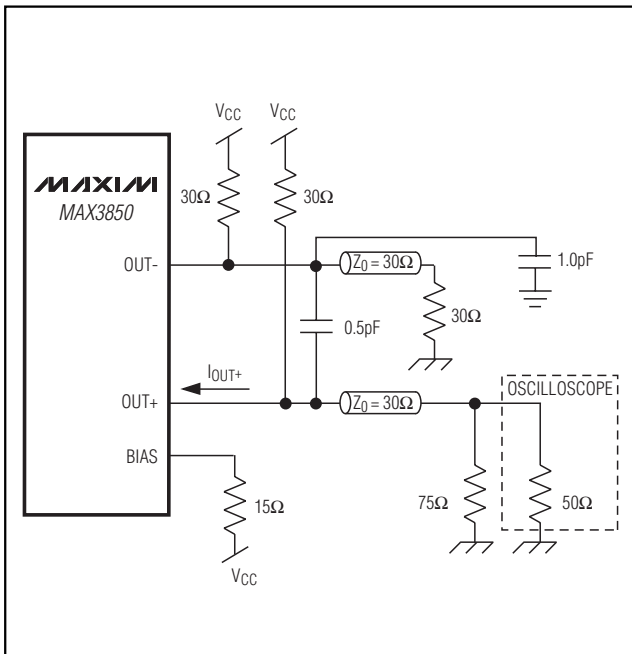 VCC VCC
MAXIM
MAX3850
30Ω 30Ω
OUT- Z0 = 30Ω 1.0pF
0.5pF 30Ω
IOUT+ OSCILLOSCOPE
OUT+ Z0 = 30Ω
BIAS
15Ω 75Ω 50Ω
VCC